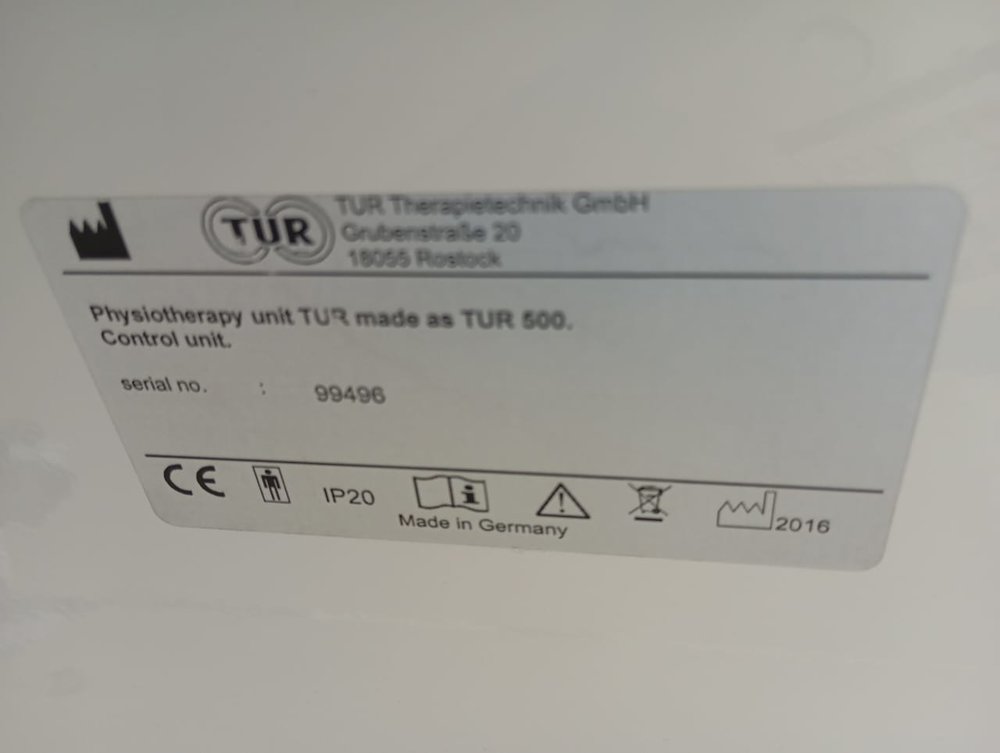 TUR
TUR Therapietechnik GmbH
Grubenstraße 20
18055 Rostock
Physiotherapy unit TUR made as TUR 500.
Control unit.
serial no. : 99496
CE IP20
Made in Germany
2016